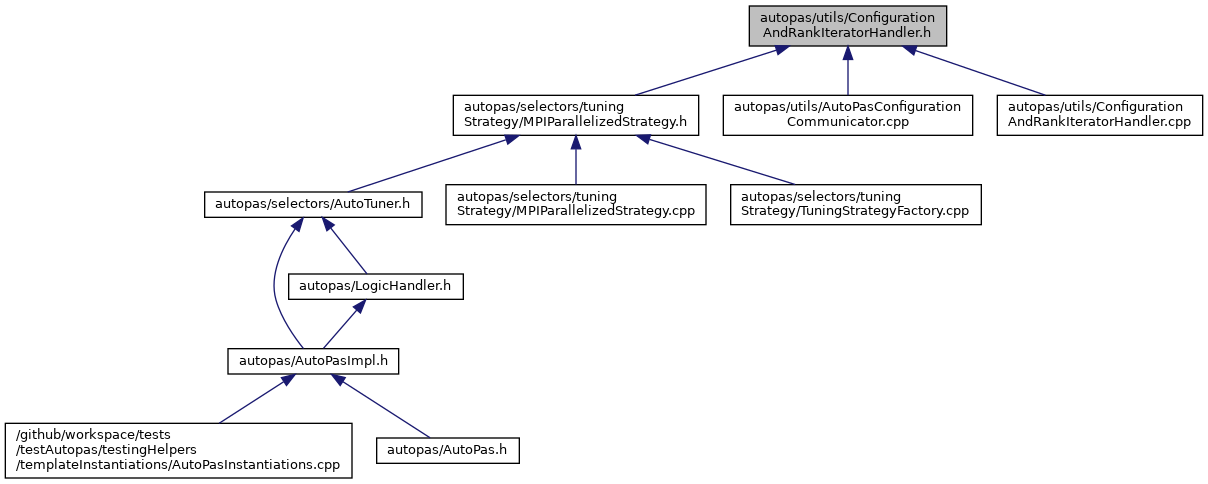 autopas/utils/Configuration
AndRankIteratorHandler.h
autopas/selectors/tuning
Strategy/MPIParallelizedStrategy.h
autopas/utils/AutoPasConfiguration
Communicator.cpp
autopas/utils/Configuration
AndRankIteratorHandler.cpp
autopas/selectors/AutoTuner.h
autopas/selectors/tuning
Strategy/MPIParallelizedStrategy.cpp
autopas/selectors/tuning
Strategy/TuningStrategyFactory.cpp
autopas/LogicHandler.h
autopas/AutoPasImpl.h
/github/workspace/tests
/testAutopas/testingHelpers
/templateInstantiations/AutoPasInstantiations.cpp
autopas/AutoPas.h